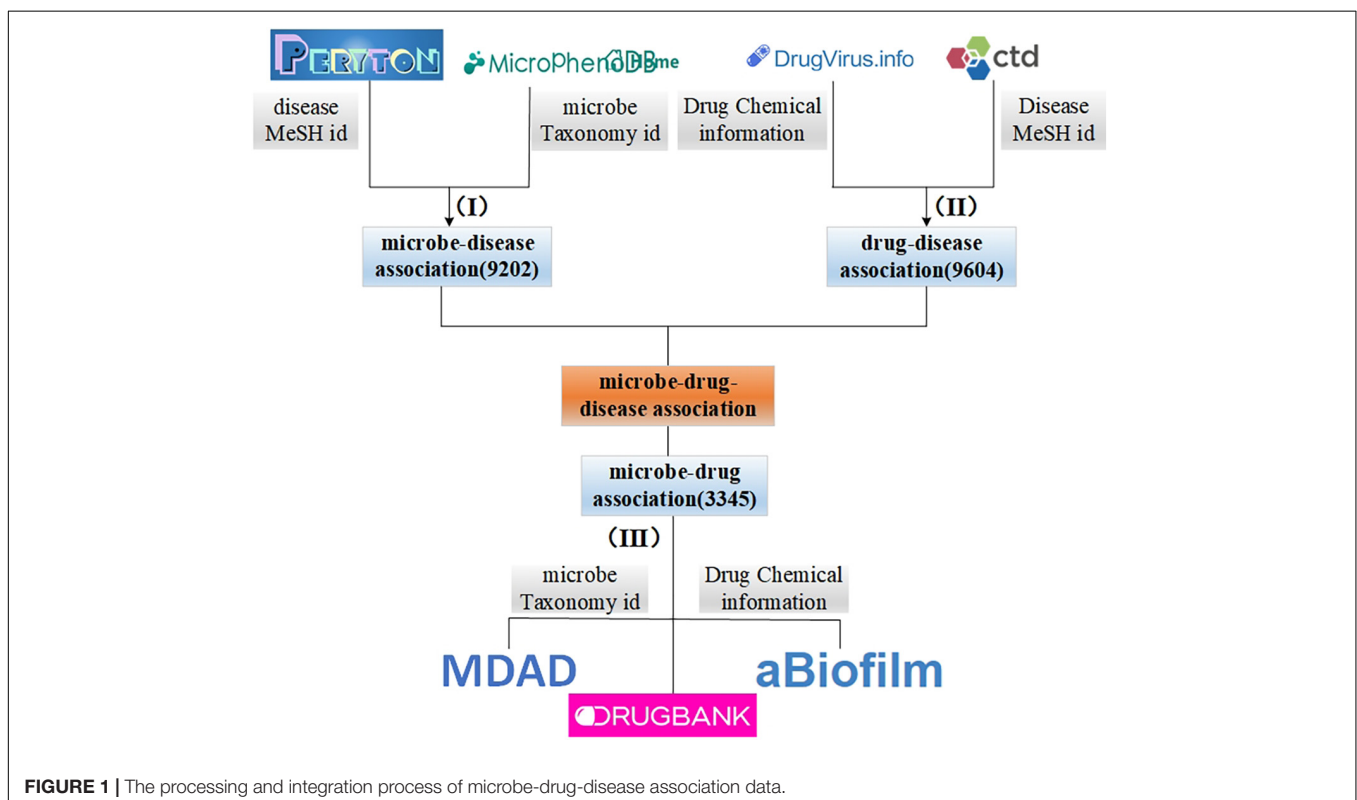 PERYTON
MicroPhenoDB
Home
DrugVirus.info
ctd
disease
MeSH id
microbe
Taxonomy id
Drug Chemical
information
Disease
MeSH id
(I)
(II)
microbe-disease
association(9202)
drug-disease
association(9604)
microbe-drug-
disease association
microbe-drug
association(3345)
(III)
microbe
Taxonomy id
Drug Chemical
information
MDAD
aBiofilm
DRUGBANK
FIGURE 1 | The processing and integration process of microbe-drug-disease association data.